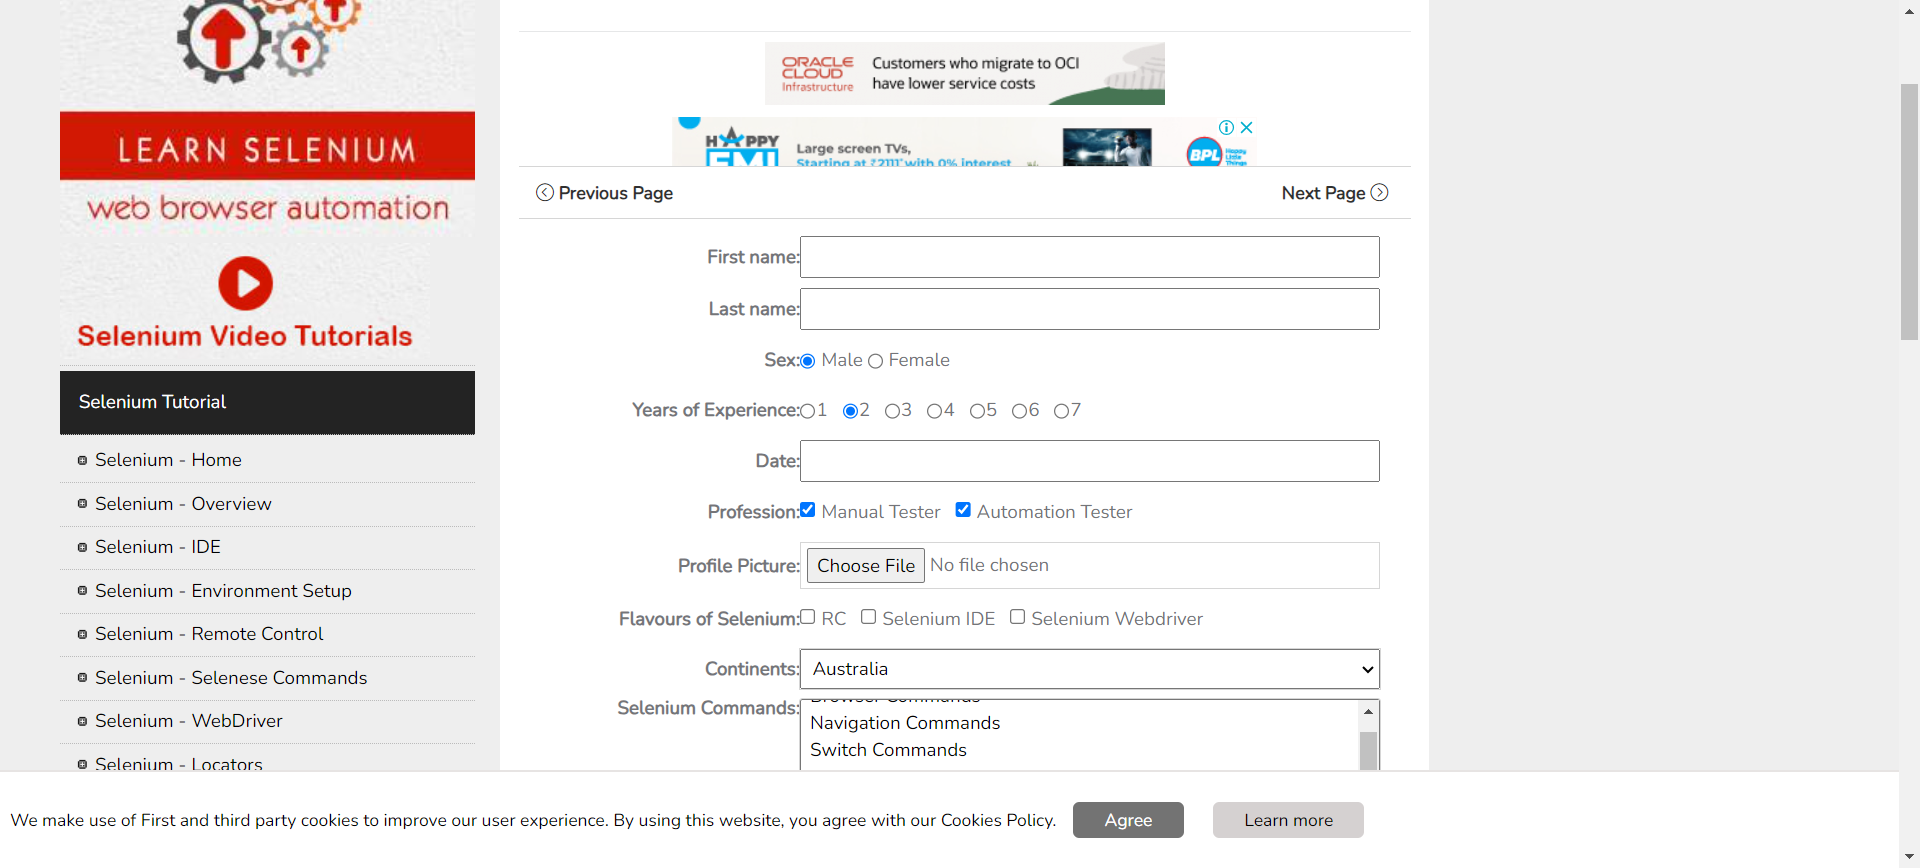 LEARN SELENIUM
web browser automation
Selenium Video Tutorials
Selenium Tutorial
Selenium - Home
Selenium - Overview
Selenium - IDE
Selenium - Environment Setup
Selenium - Remote Control
Selenium - Selenese Commands
Selenium - WebDriver
Selenium - Locators
ORACLE
CLOUD
Infrastructure
Customers who migrate to OCI
have lower service costs
HAPPY
EMI
Large screen TVs,
Starting at ₹2111* with 0% interest
BPL
Happy
Little
Things
Previous Page
Next Page
First name:
Last name:
Sex: Male Female
Years of Experience: 1 2 3 4 5 6 7
Date:
Profession: Manual Tester Automation Tester
Profile Picture: Choose File No file chosen
Flavours of Selenium: RC Selenium IDE Selenium Webdriver
Continents: Australia
Selenium Commands: Browser Commands
Navigation Commands
Switch Commands
We make use of First and third party cookies to improve our user experience. By using this website, you agree with our Cookies Policy. Agree Learn more